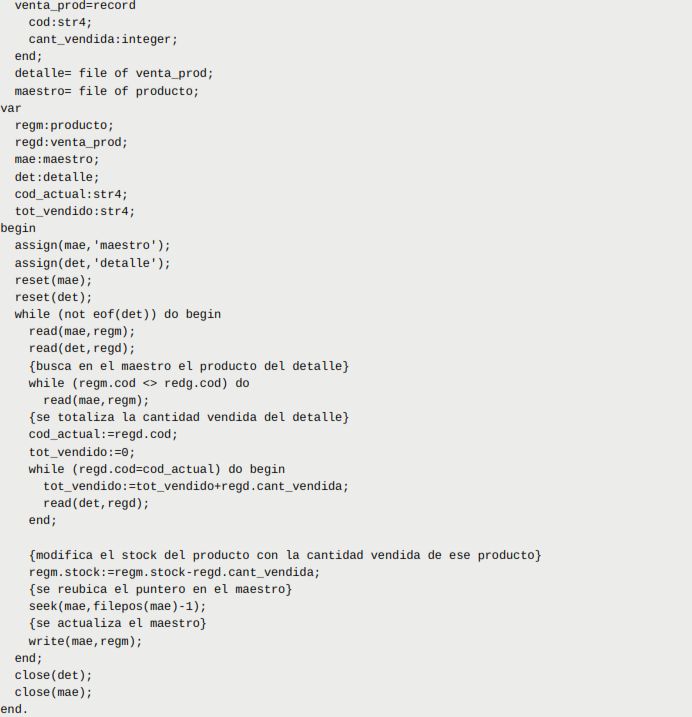 venta_prod=record
cod:str4;
cant_vendida:integer;
end;
detalle= file of venta_prod;
maestro= file of producto;
var
regm:producto;
regd:venta_prod;
mae:maestro;
det:detalle;
cod_actual:str4;
tot_vendido:str4;
begin
assign(mae,'maestro');
assign(det,'detalle');
reset(mae);
reset(det);
while (not eof(det)) do begin
read(mae,regm);
read(det,regd);
{busca en el maestro el producto del detalle}
while (regm.cod <> redg.cod) do
read(mae,regm);
{se totaliza la cantidad vendida del detalle}
cod_actual:=regd.cod;
tot_vendido:=0;
while (regd.cod=cod_actual) do begin
tot_vendido:=tot_vendido+regd.cant_vendida;
read(det,regd);
end;
{modifica el stock del producto con la cantidad vendida de ese producto}
regm.stock:=regm.stock-regd.cant_vendida;
{se reubica el puntero en el maestro}
seek(mae,filepos(mae)-1);
{se actualiza el maestro}
write(mae,regm);
end;
close(det);
close(mae);
end.